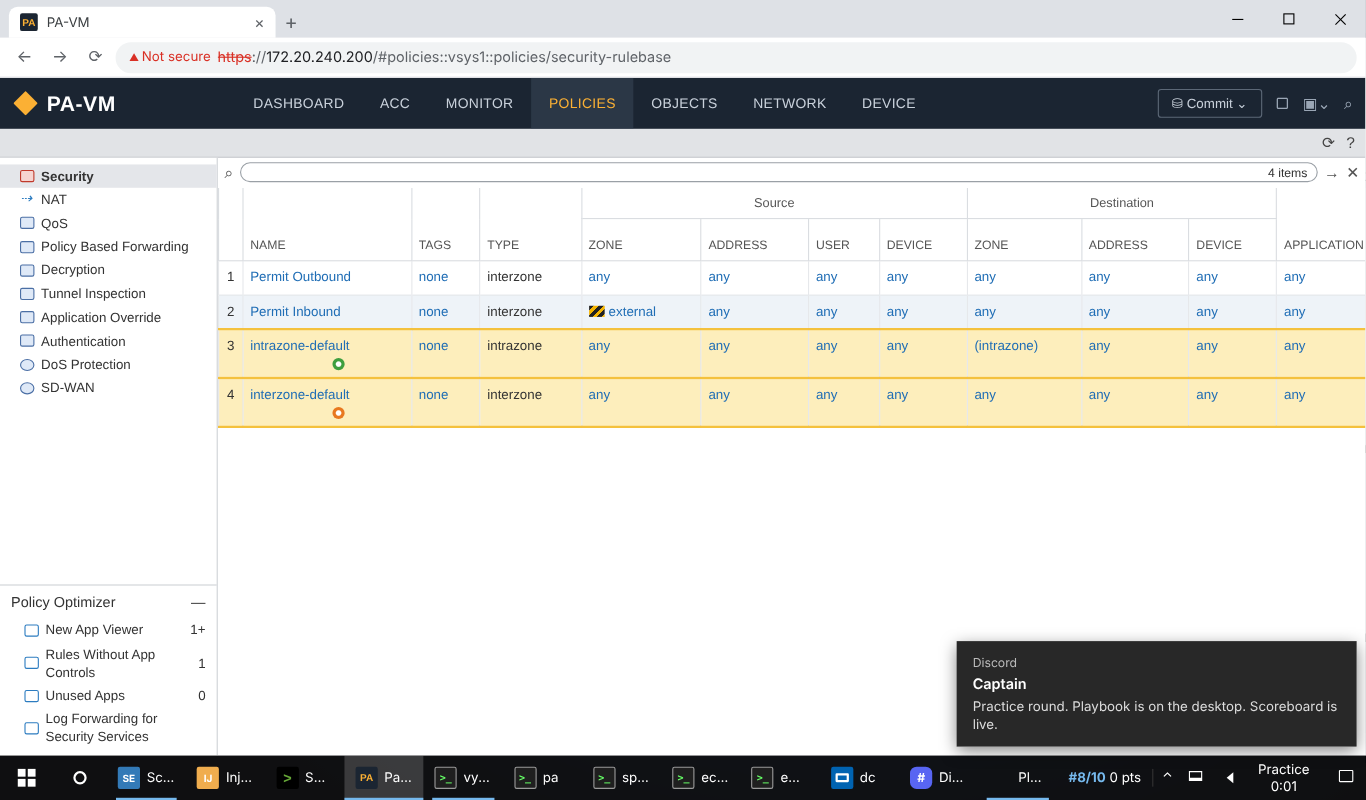 PA PA-VM × +
Not secure https://172.20.240.200/#policies::vsys1::policies/security-rulebase
PA-VM DASHBOARD ACC MONITOR POLICIES OBJECTS NETWORK DEVICE Commit
?
Security
NAT
QoS
Policy Based Forwarding
Decryption
Tunnel Inspection
Application Override
Authentication
DoS Protection
SD-WAN
Policy Optimizer —
New App Viewer 1+
Rules Without App
Controls 1
Unused Apps 0
Log Forwarding for
Security Services
4 items → ×
Source Destination
NAME TAGS TYPE ZONE ADDRESS USER DEVICE ZONE ADDRESS DEVICE APPLICATION
1 Permit Outbound none interzone any any any any any any any any
2 Permit Inbound none interzone external any any any any any any any
3 intrazone-default none intrazone any any any any (intrazone) any any any
4 interzone-default none interzone any any any any any any any any
Discord
Captain
Practice round. Playbook is on the desktop. Scoreboard is
live.
SE Sc... IJ Inj... > S... PA Pa... >_ vy... >_ pa >_ sp... >_ ec... >_ e... dc # Di... Pl... #8/10 0 pts Practice
0:01